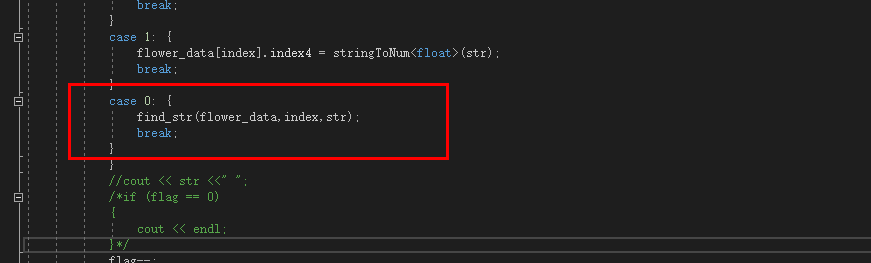 break;
}
case 1: {
flower_data[index].index4 = stringToNum<float>(str);
break;
}
case 0: {
find_str(flower_data,index,str);
break;
}
}
//cout << str <<" ";
/*if (flag == 0)
{
cout << endl;
}*/
flag--;